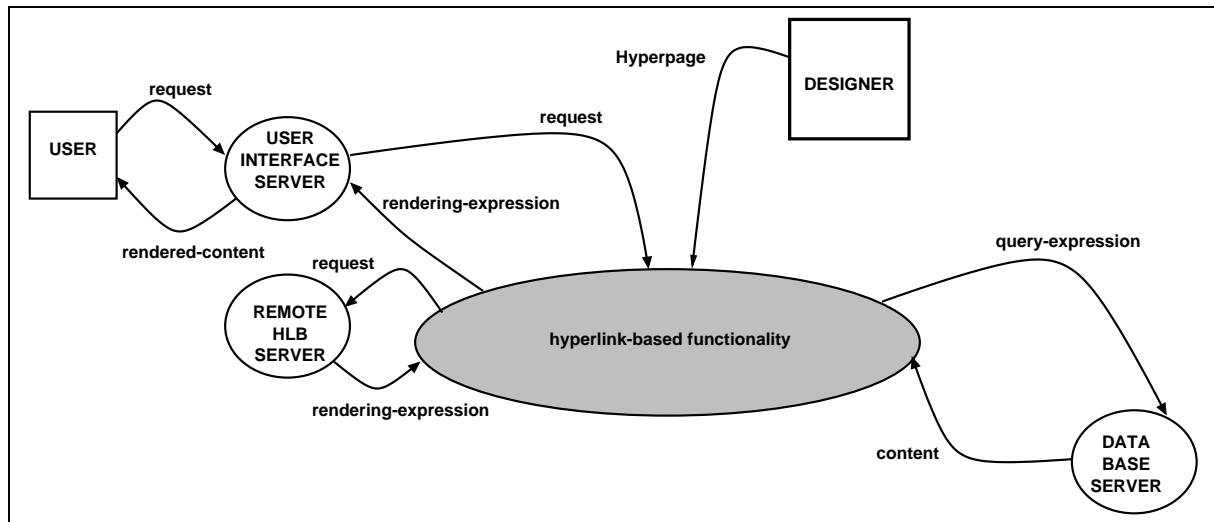 Hyperpage
DESIGNER
request
request
USER
USER
INTERFACE
SERVER
rendering-expression
rendered-content
query-expression
request
REMOTE
HLB
SERVER
hyperlink-based functionality
rendering-expression
content
DATA
BASE
SERVER